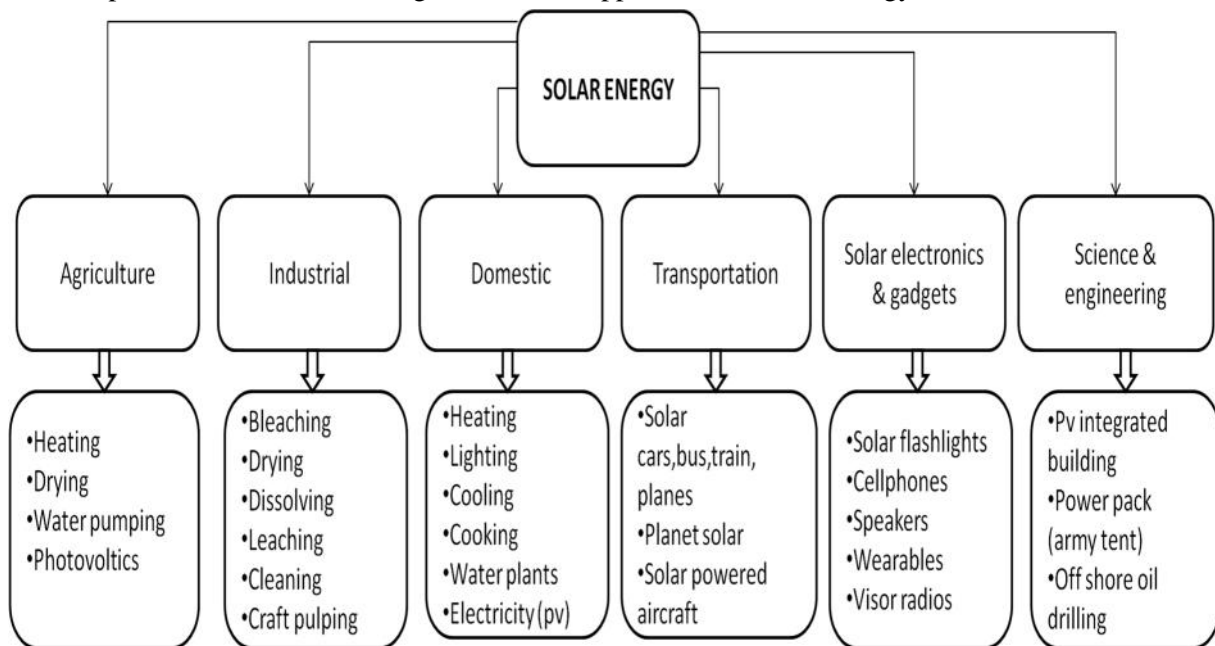 SOLAR ENERGY
Agriculture
Industrial
Domestic
Transportation
Solar electronics
& gadgets
Science &
engineering
•Heating
•Drying
•Water pumping
•Photovoltics
•Bleaching
•Drying
•Dissolving
•Leaching
•Cleaning
•Craft pulping
•Heating
•Lighting
•Cooling
•Cooking
•Water plants
•Electricity (pv)
•Solar
cars,bus,train,
planes
•Planet solar
•Solar powered
aircraft
•Solar flashlights
•Cellphones
•Speakers
•Wearables
•Visor radios
•Pv integrated
building
•Power pack
(army tent)
•Off shore oil
drilling